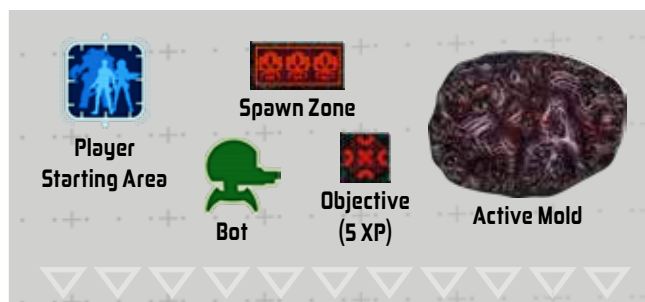 Player
Starting Area
Spawn Zone
Bot
Objective
(5 XP)
Active Mold